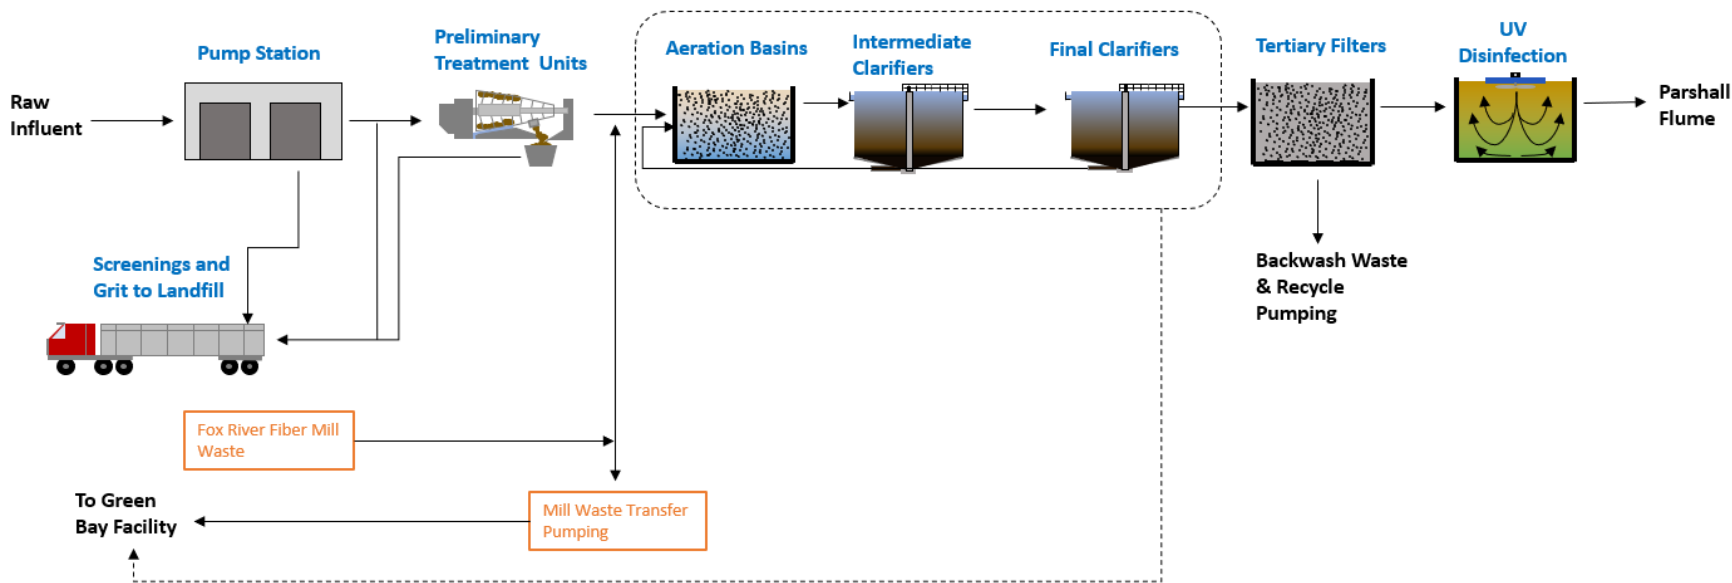 Raw
Influent
Pump Station
Preliminary
Treatment Units
Aeration Basins
Intermediate
Clarifiers
Final Clarifiers
Tertiary Filters
UV
Disinfection
Parshall
Flume
Screenings and
Grit to Landfill
Backwash Waste
& Recycle
Pumping
Fox River Fiber Mill
Waste
Mill Waste Transfer
Pumping
To Green
Bay Facility